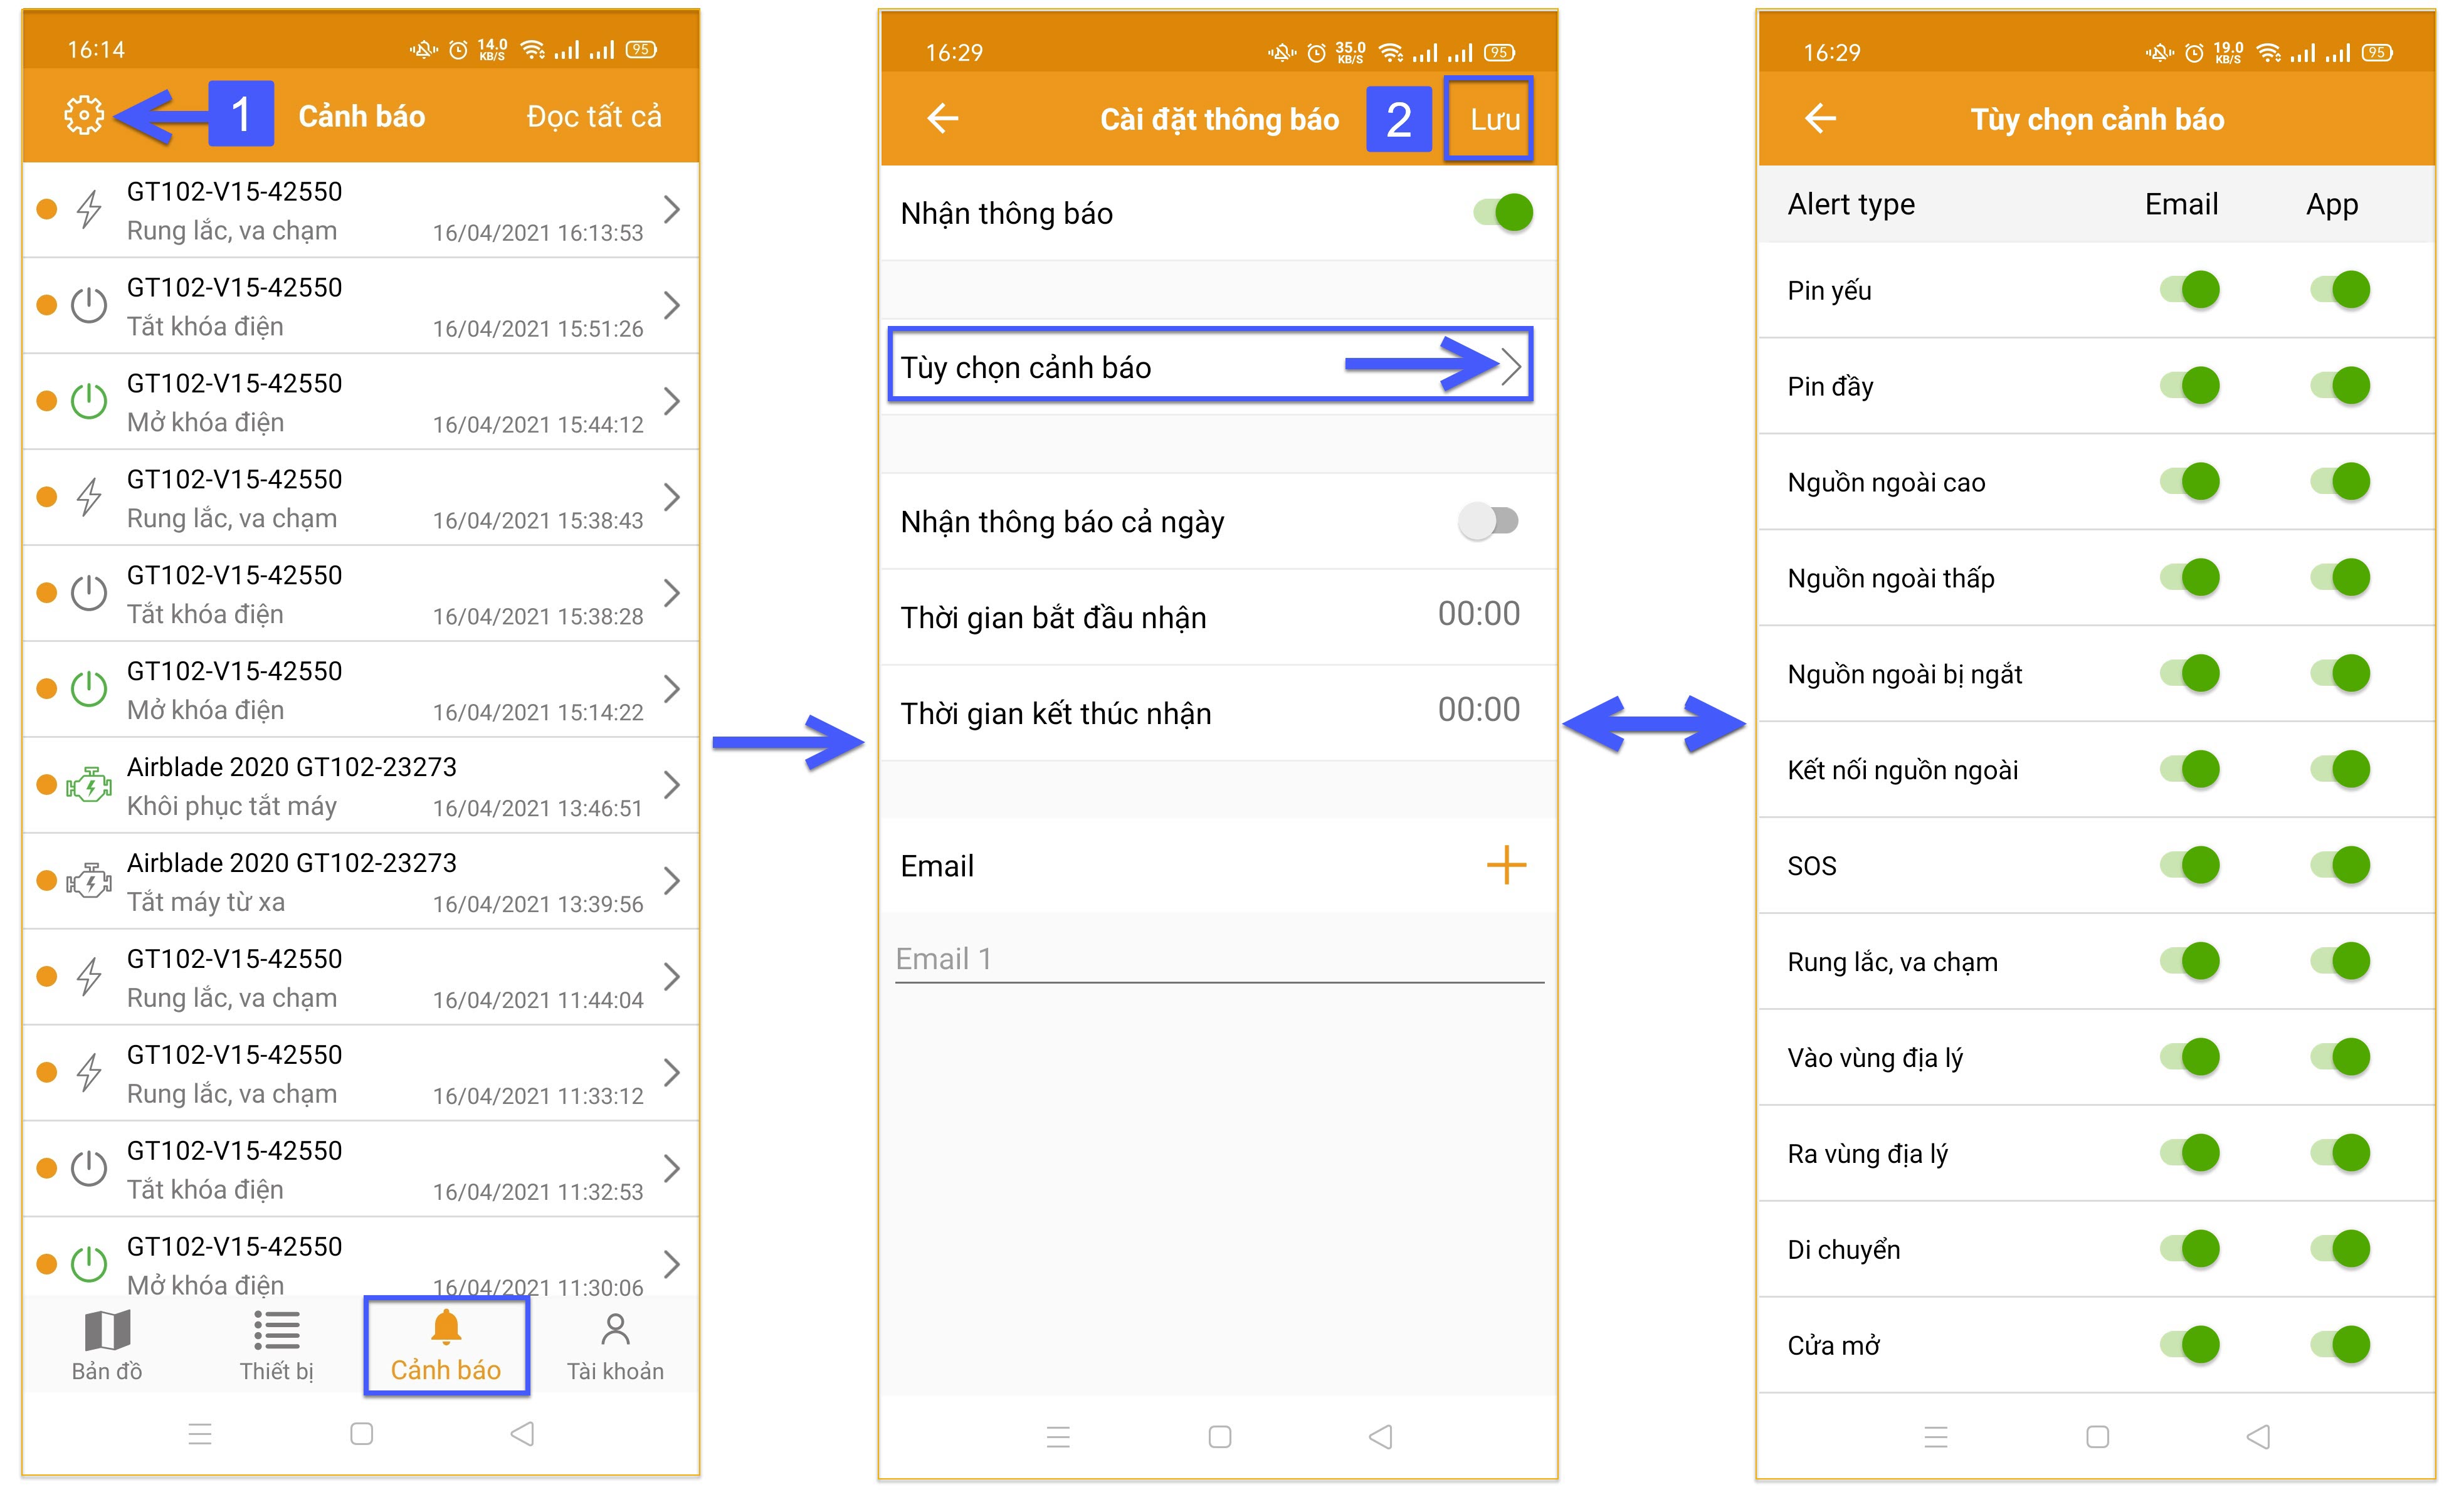 16:14
14.0
KB/S
95
1
Cảnh báo
Đọc tất cả
GT102-V15-42550
Rung lắc, va chạm
16/04/2021 16:13:53
GT102-V15-42550
Tắt khóa điện
16/04/2021 15:51:26
GT102-V15-42550
Mở khóa điện
16/04/2021 15:44:12
GT102-V15-42550
Rung lắc, va chạm
16/04/2021 15:38:43
GT102-V15-42550
Tắt khóa điện
16/04/2021 15:38:28
GT102-V15-42550
Mở khóa điện
16/04/2021 15:14:22
Airblade 2020 GT102-23273
Khôi phục tắt máy
16/04/2021 13:46:51
Airblade 2020 GT102-23273
Tắt máy từ xa
16/04/2021 13:39:56
GT102-V15-42550
Rung lắc, va chạm
16/04/2021 11:44:04
GT102-V15-42550
Rung lắc, va chạm
16/04/2021 11:33:12
GT102-V15-42550
Tắt khóa điện
16/04/2021 11:32:53
GT102-V15-42550
Mở khóa điện
16/04/2021 11:30:06
Bản đồ
Thiết bị
Cảnh báo
Tài khoản
16:29
35.0
KB/S
95
Cài đặt thông báo
2
Lưu
Nhận thông báo
Tùy chọn cảnh báo
Nhận thông báo cả ngày
Thời gian bắt đầu nhận
00:00
Thời gian kết thúc nhận
00:00
Email
Email 1
16:29
19.0
KB/S
95
Tùy chọn cảnh báo
Alert type
Email
App
Pin yếu
Pin đầy
Nguồn ngoài cao
Nguồn ngoài thấp
Nguồn ngoài bị ngắt
Kết nối nguồn ngoài
SOS
Rung lắc, va chạm
Vào vùng địa lý
Ra vùng địa lý
Di chuyển
Cửa mở